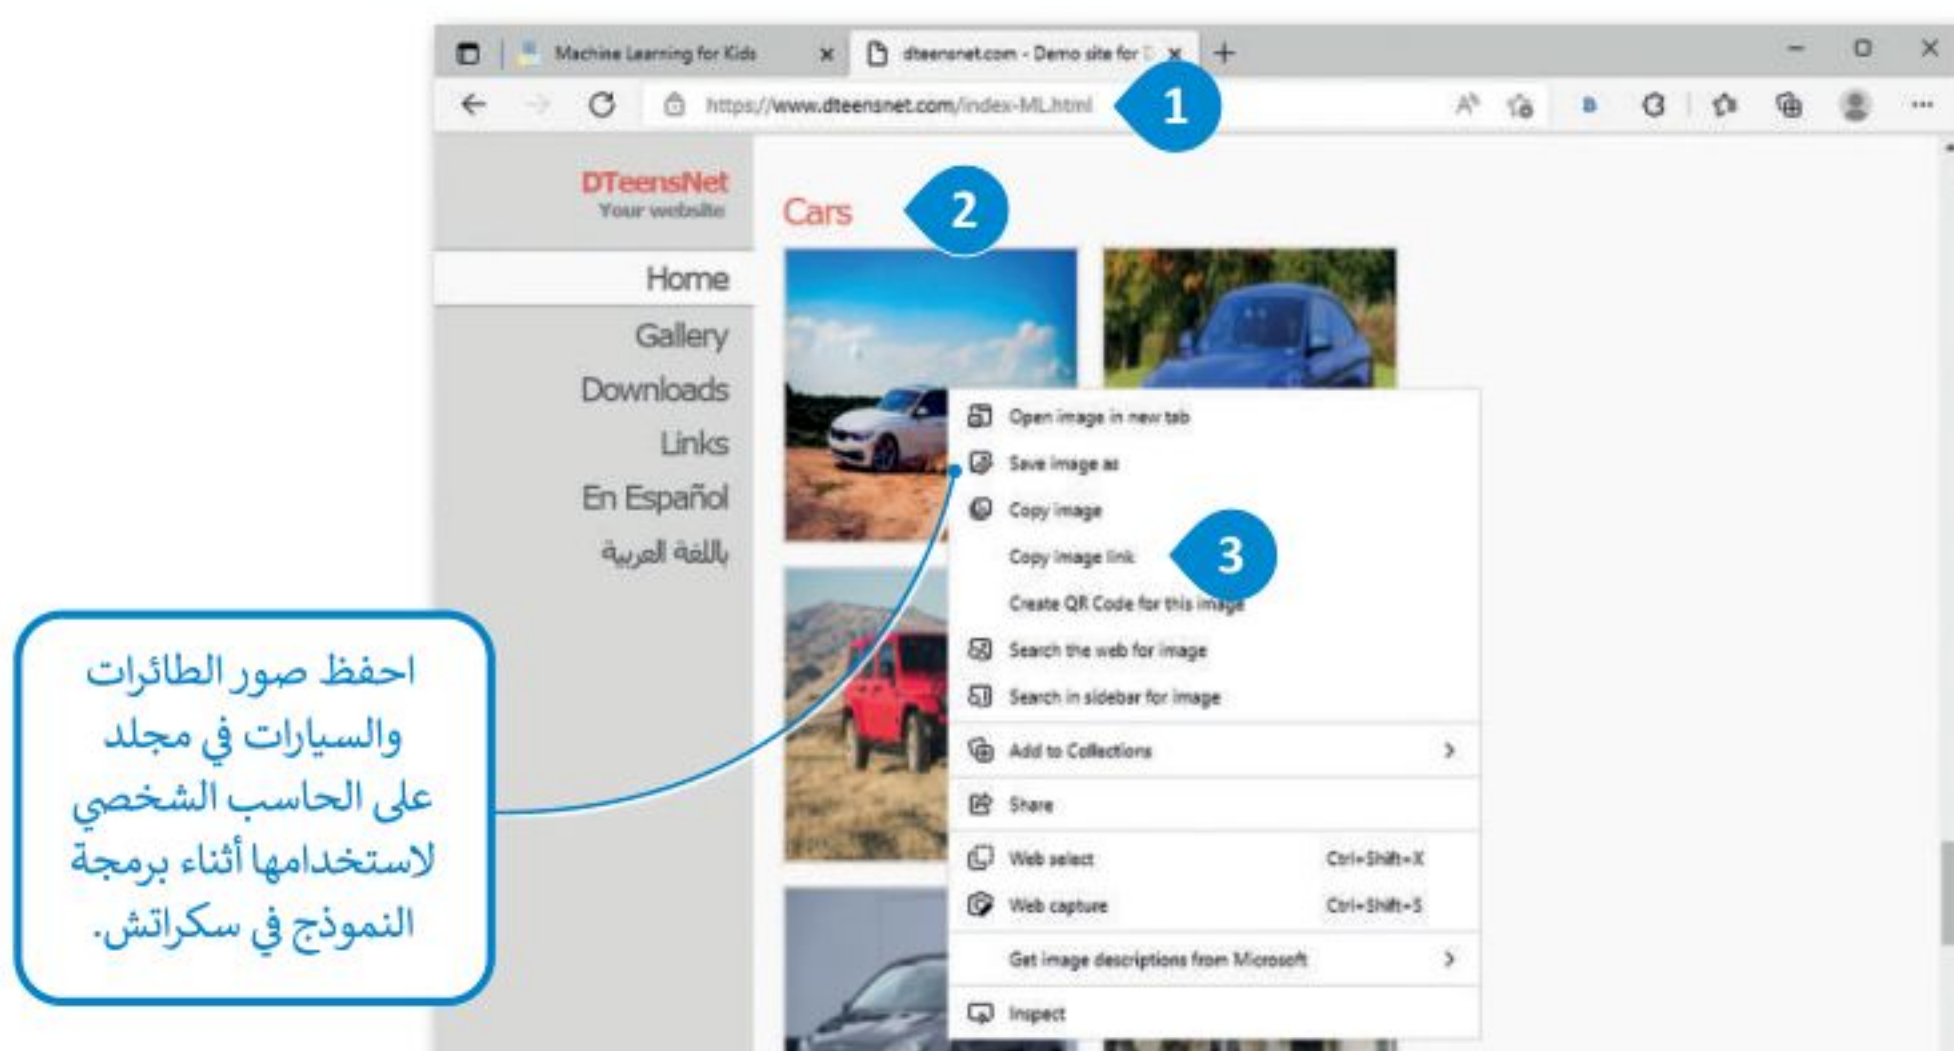 Machine Learning for Kids
dteensnet.com - Demo site for D
https://www.dteensnet.com/index-ML.html
1
DTeensNet
Your website
Cars
2
Home
Gallery
Downloads
Links
En Español
باللغة العربية
Open image in new tab
Save image as
Copy image
Copy image link
3
Create QR Code for this image
Search the web for image
Search in sidebar for image
Add to Collections
Share
Web select Ctrl+Shift+X
Web capture Ctrl+Shift+S
Get image descriptions from Microsoft
Inspect
احفظ صور الطائرات
والسيارات في مجلد
على الحاسب الشخصي
لاستخدامها أثناء برمجة
النموذج في سكراتش.